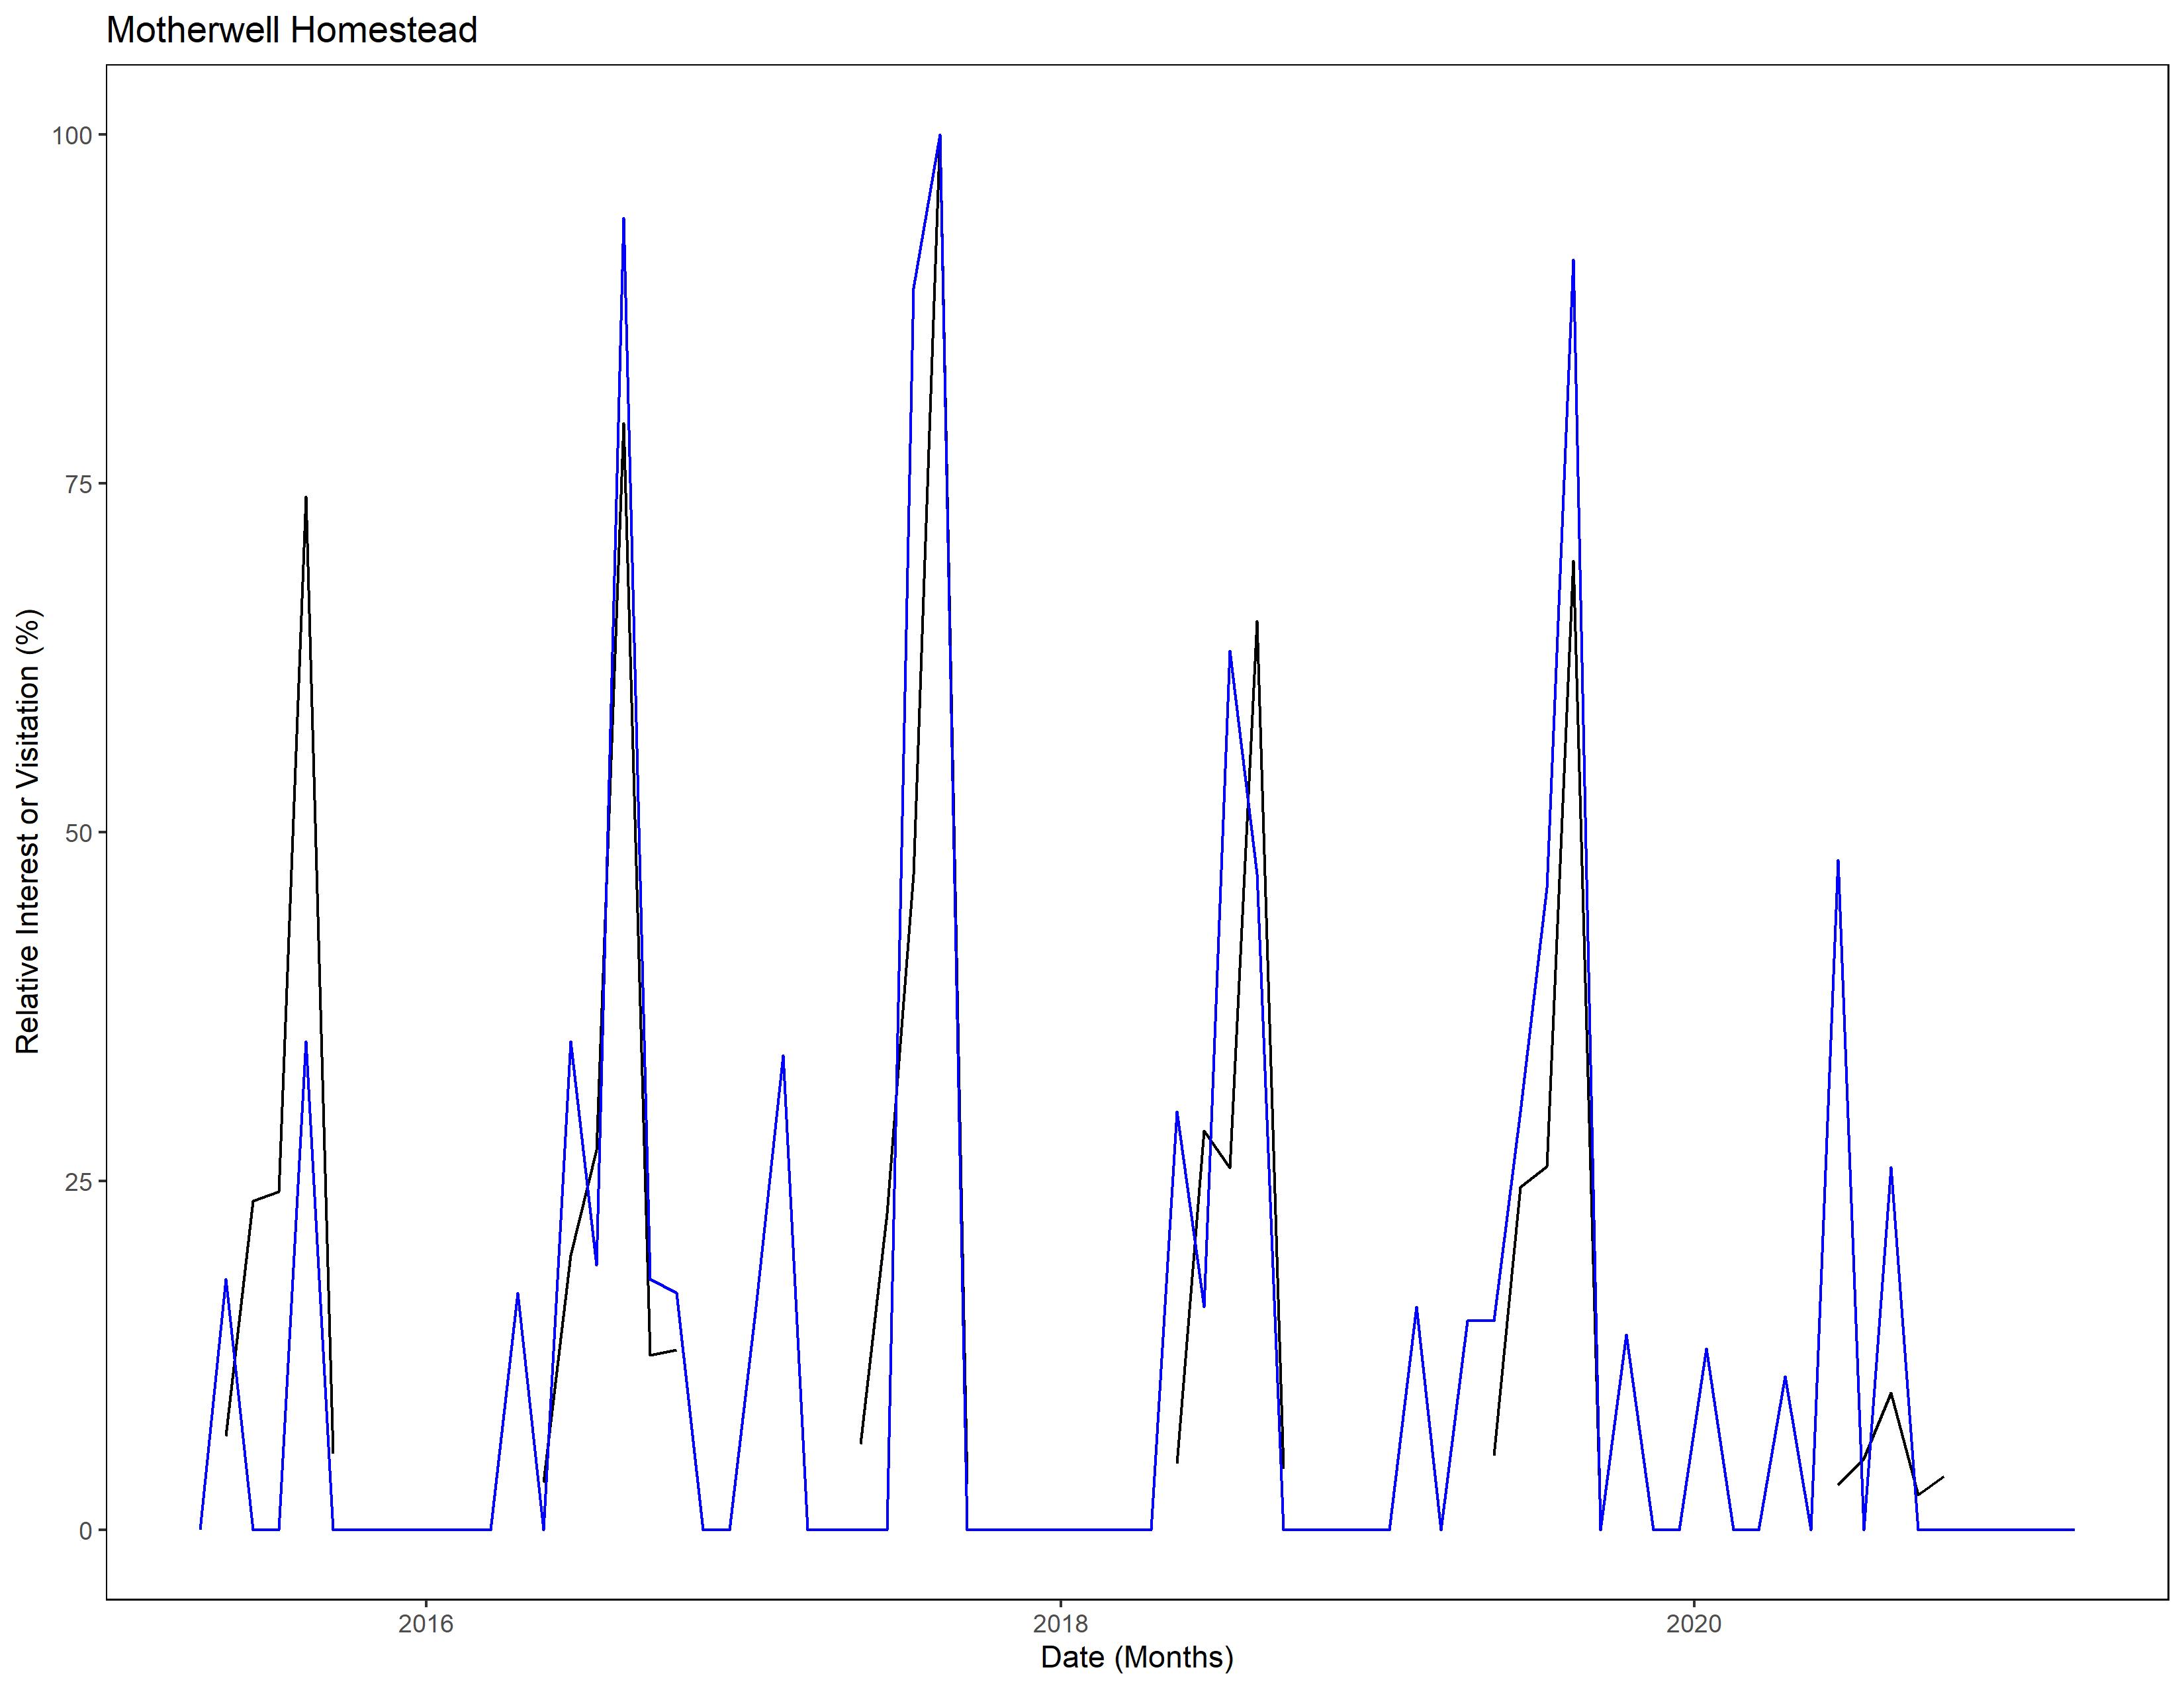 Motherwell Homestead
Relative Interest or Visitation (%)
100
75
50
25
0
2016
2018
2020
Date (Months)